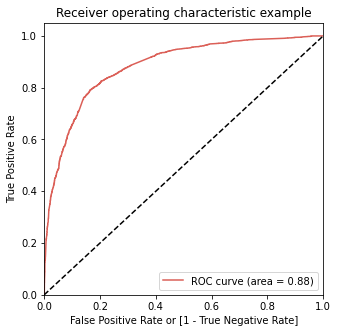 Receiver operating characteristic example
1.0
0.8
0.6
0.4
0.2
0.0
True Positive Rate
ROC curve (area = 0.88)
0.0 0.2 0.4 0.6 0.8 1.0
False Positive Rate or [1 - True Negative Rate]